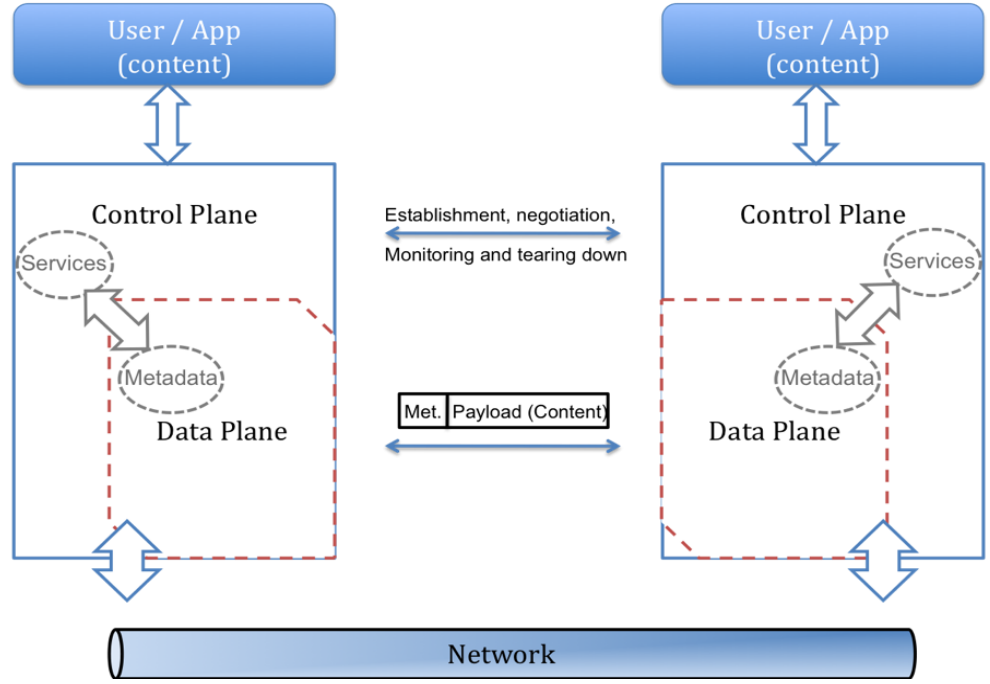 User / App
(content)
User / App
(content)
Control Plane
Establishment, negotiation,
Control Plane
Services
Monitoring and tearing down
Services
Metadata
Metadata
Met.
Payload (Content)
Data Plane
Data Plane
Network